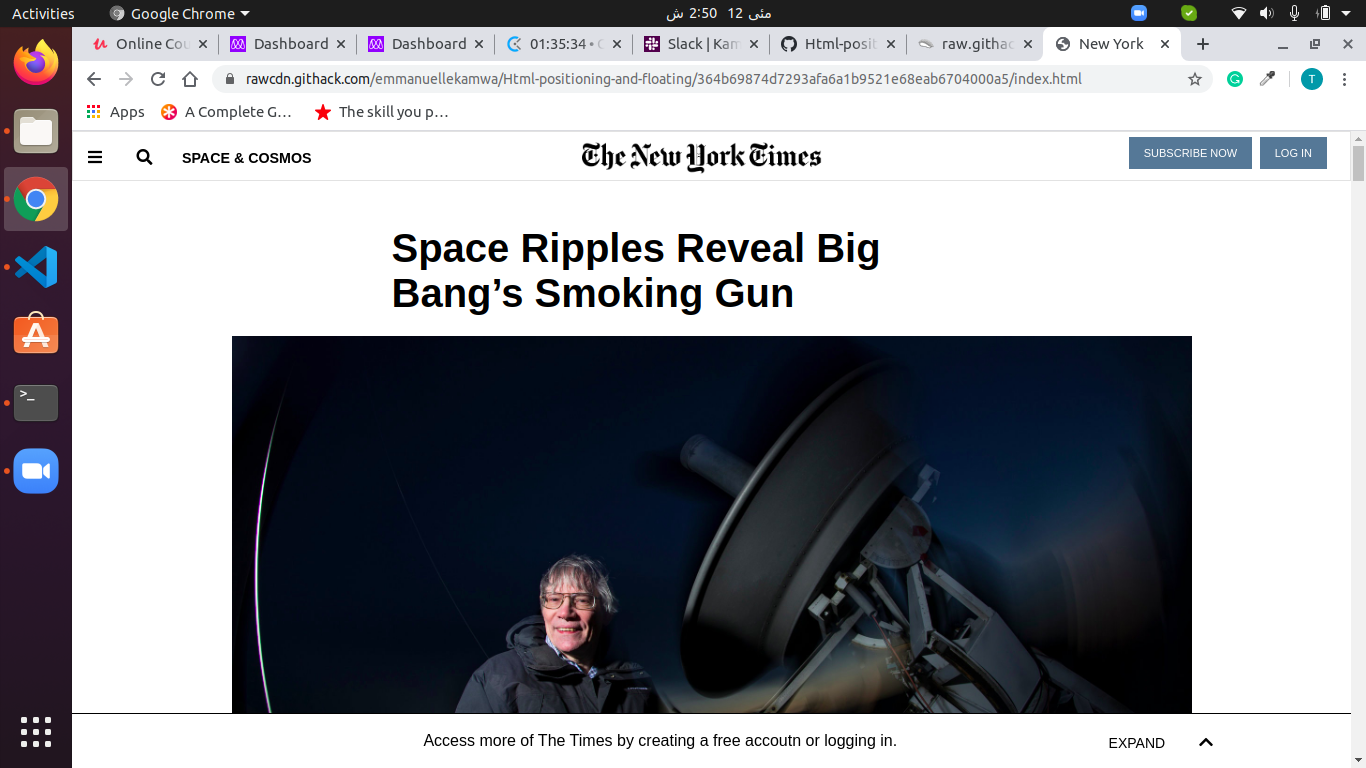 Activities
Google Chrome
مئی 12  2:50 ش
Online Cou
Dashboard
Dashboard
01:35:34 • C
Slack | Kam
Html-posit
raw.githac
New York
rawcdn.githack.com/emmanuellekamwa/Html-positioning-and-floating/364b69874d7293afa6a1b9521e68eab6704000a5/index.html
T
Apps
A Complete G…
The skill you p…
SPACE & COSMOS
The New York Times
SUBSCRIBE NOW
LOG IN
Space Ripples Reveal Big
Bang’s Smoking Gun
Access more of The Times by creating a free accoutn or logging in.
EXPAND